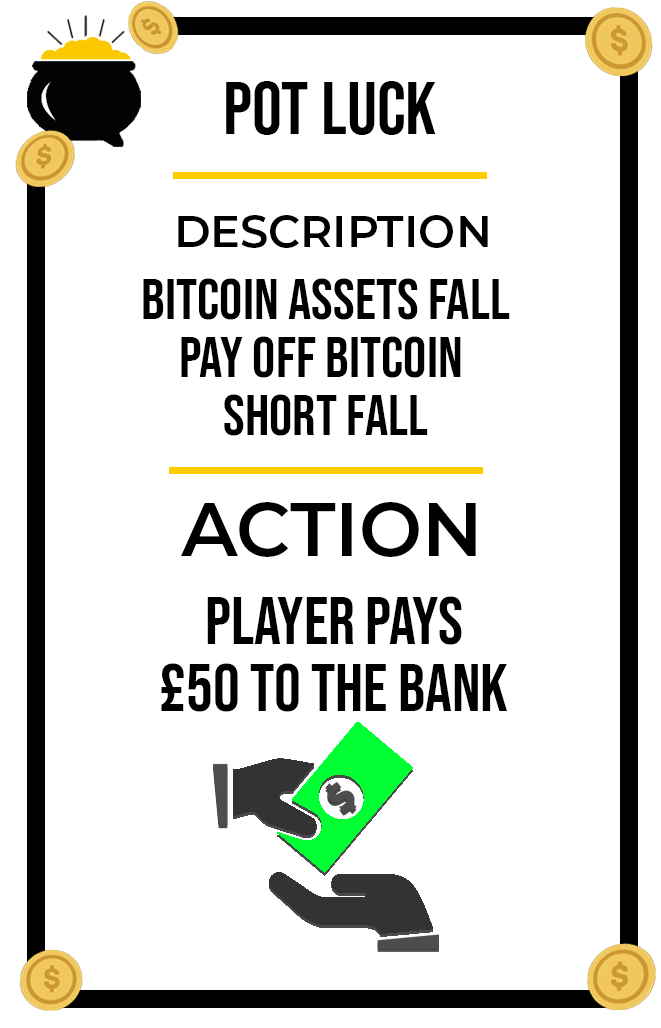 POT LUCK
DESCRIPTION
BITCOIN ASSETS FALL
PAY OFF BITCOIN
SHORT FALL
ACTION
PLAYER PAYS
£50 TO THE BANK